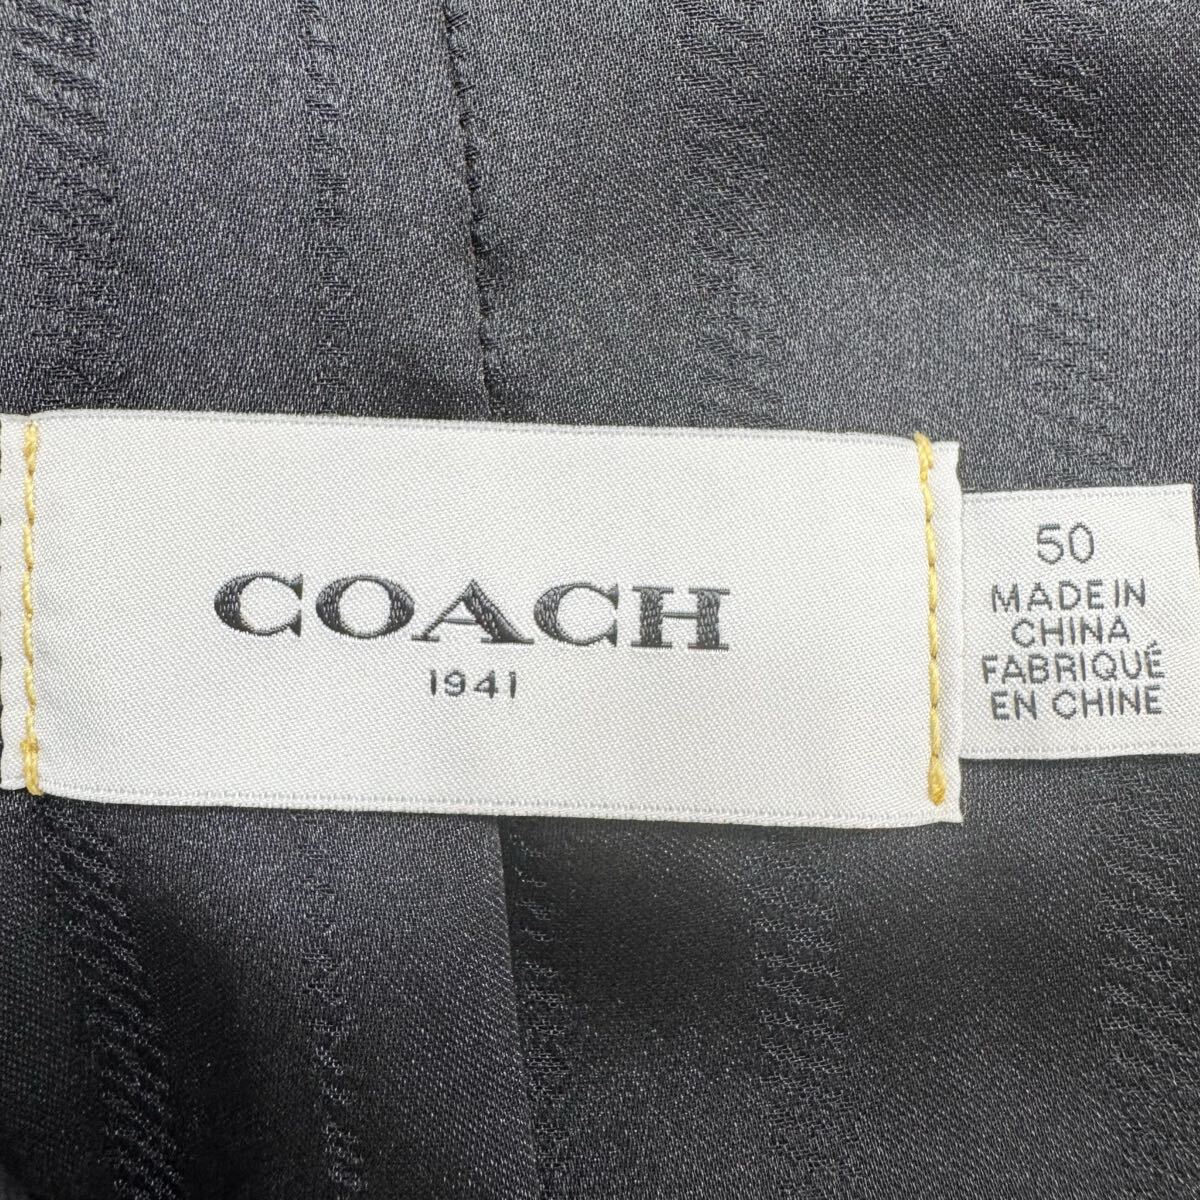 COACH
1941
50
MADE IN
CHINA
FABRIQUÉ
EN CHINE